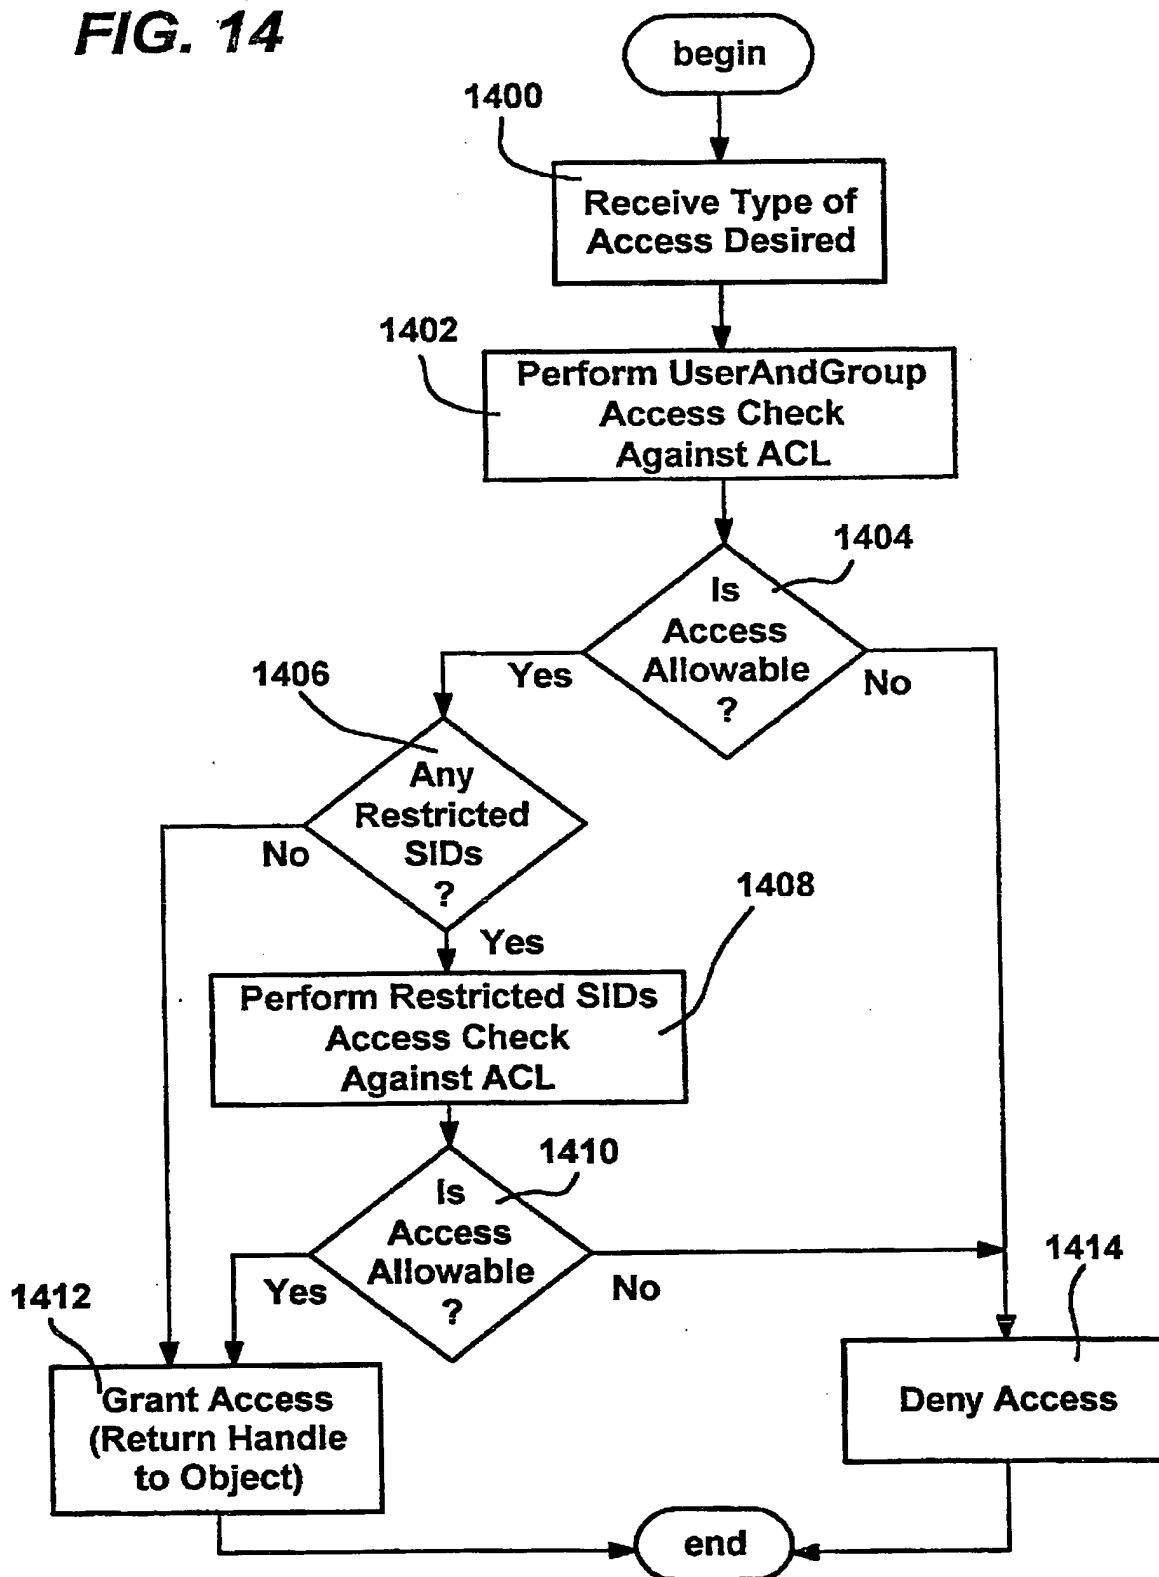 FIG. 14
begin
1400
Receive Type of
Access Desired
1402
Perform UserAndGroup
Access Check
Against ACL
1404
Is
Access
Allowable
?
Yes
No
1406
Any
Restricted
SIDs
?
No
Yes
1408
Perform Restricted SIDs
Access Check
Against ACL
1410
Is
Access
Allowable
?
Yes
No
1412
Grant Access
(Return Handle
to Object)
1414
Deny Access
end